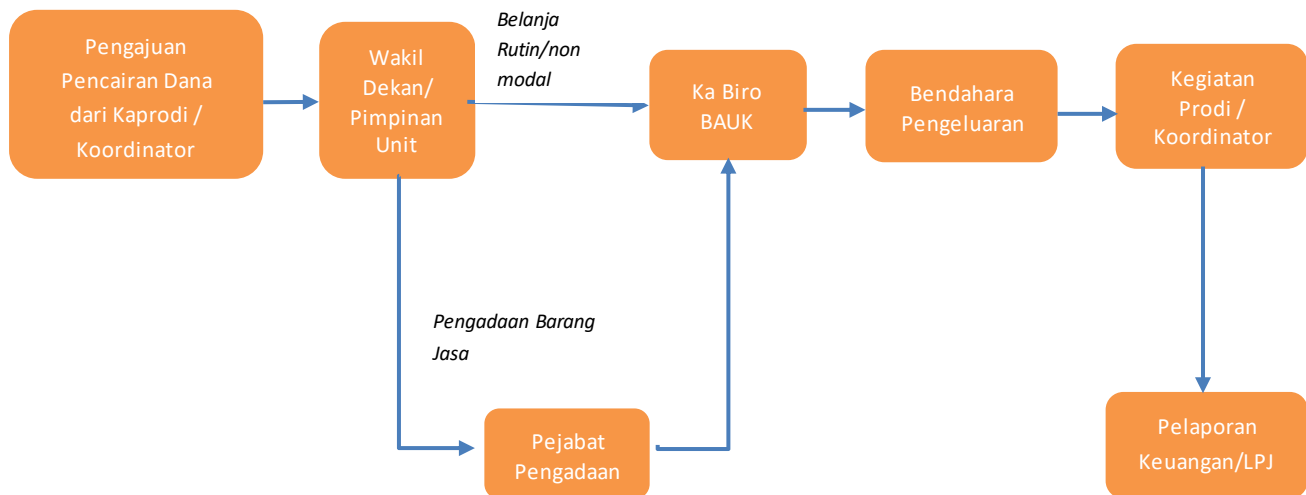 Pengajuan
Pencairan Dana
dari Kaprodi /
Koordinator
Wakil
Dekan/
Pimpinan
Unit
Belanja
Rutin/non
modal
Ka Biro
BAUK
Bendahara
Pengeluaran
Kegiatan
Prodi /
Koordinator
Pengadaan Barang
Jasa
Pejabat
Pengadaan
Pelaporan
Keuangan/LPJ